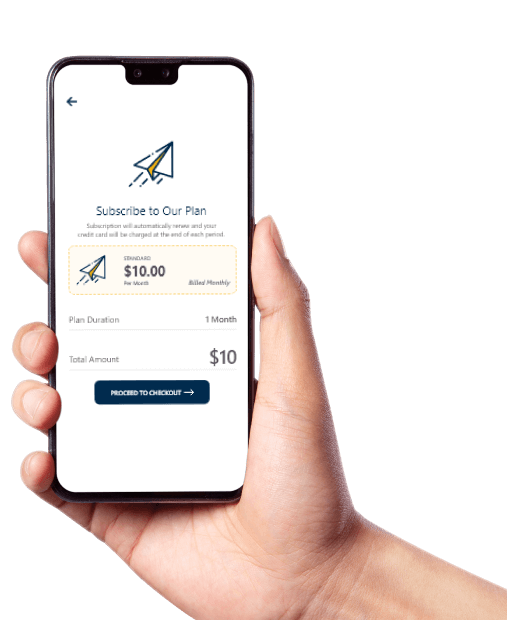 Subscribe to Our Plan
Subscription will automatically renew and your
credit card will be charged at the end of each period.
STANDARD
$10.00
Per Month
Billed Monthly
Plan Duration
1 Month
Total Amount
$10
PROCEED TO CHECKOUT